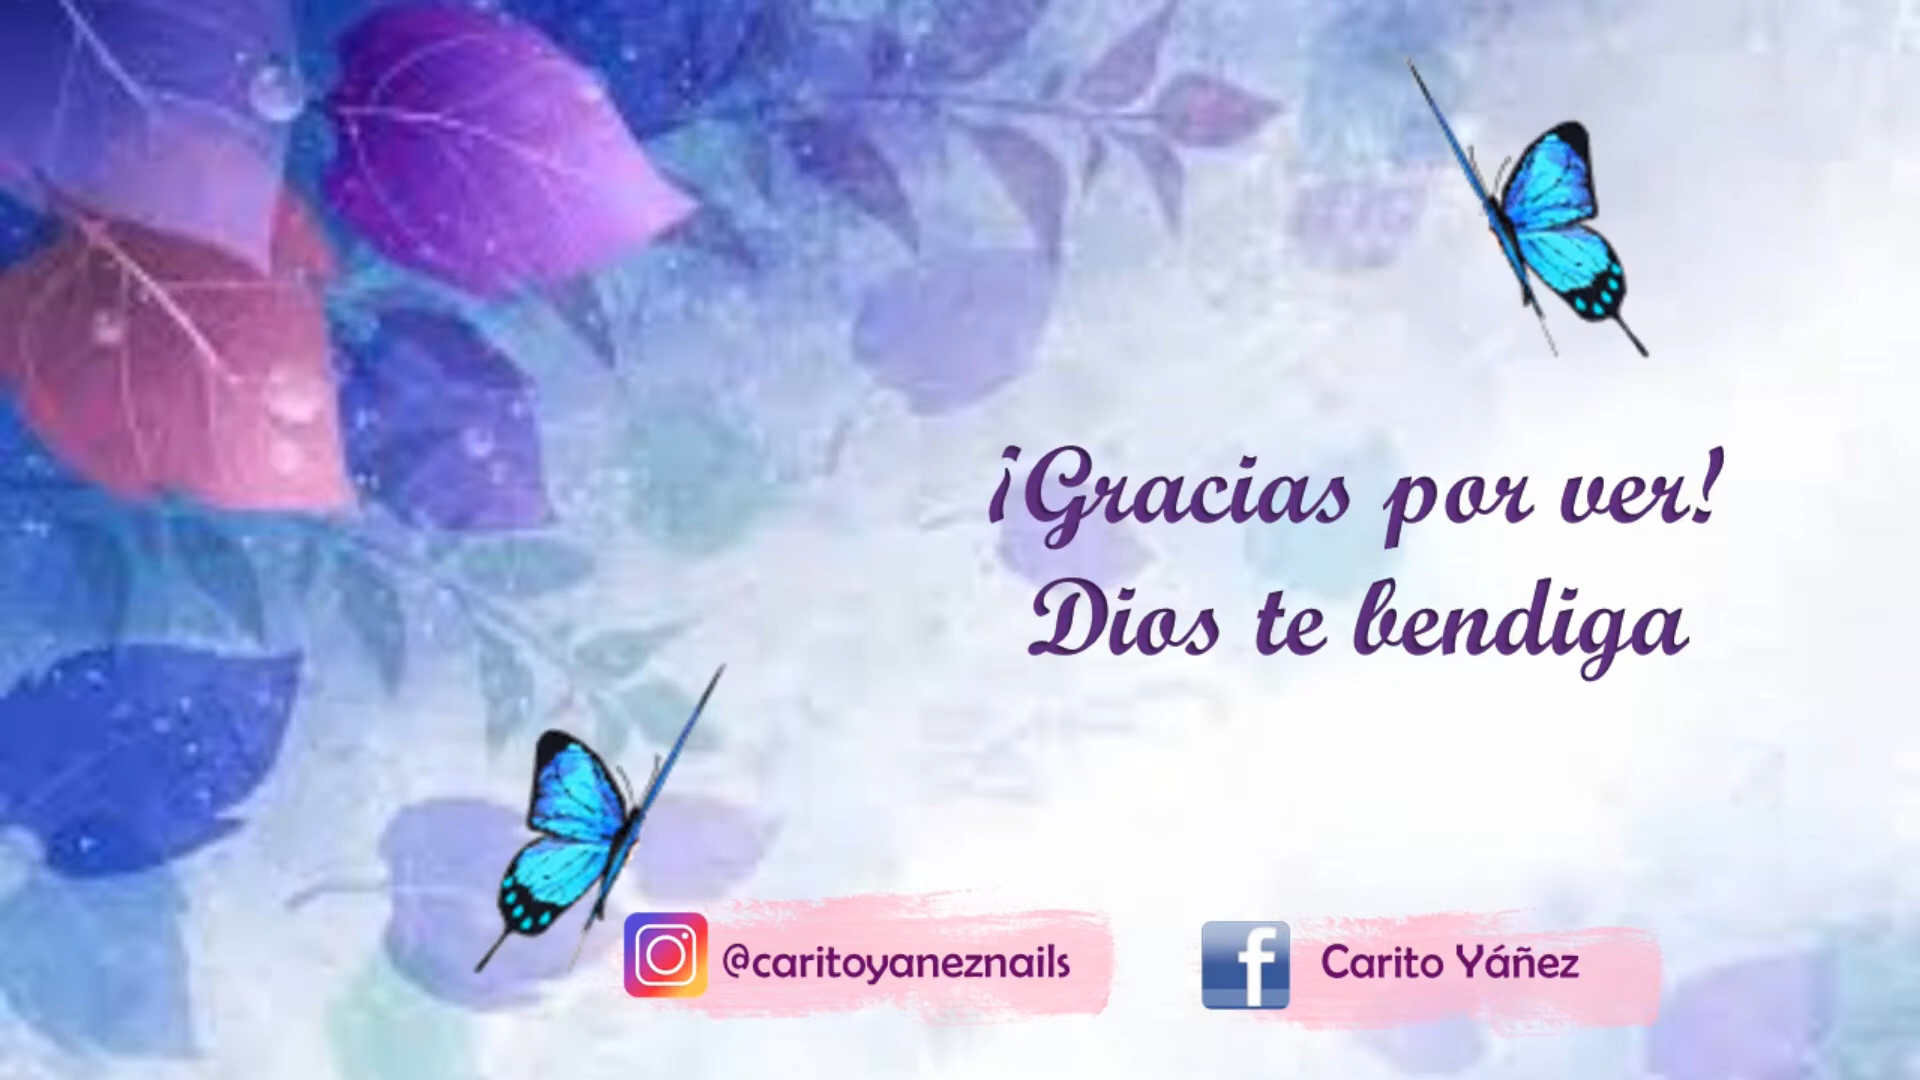 ¡Gracias por ver!
Dios te bendiga
@caritoyaneznails
Carito Yáñez